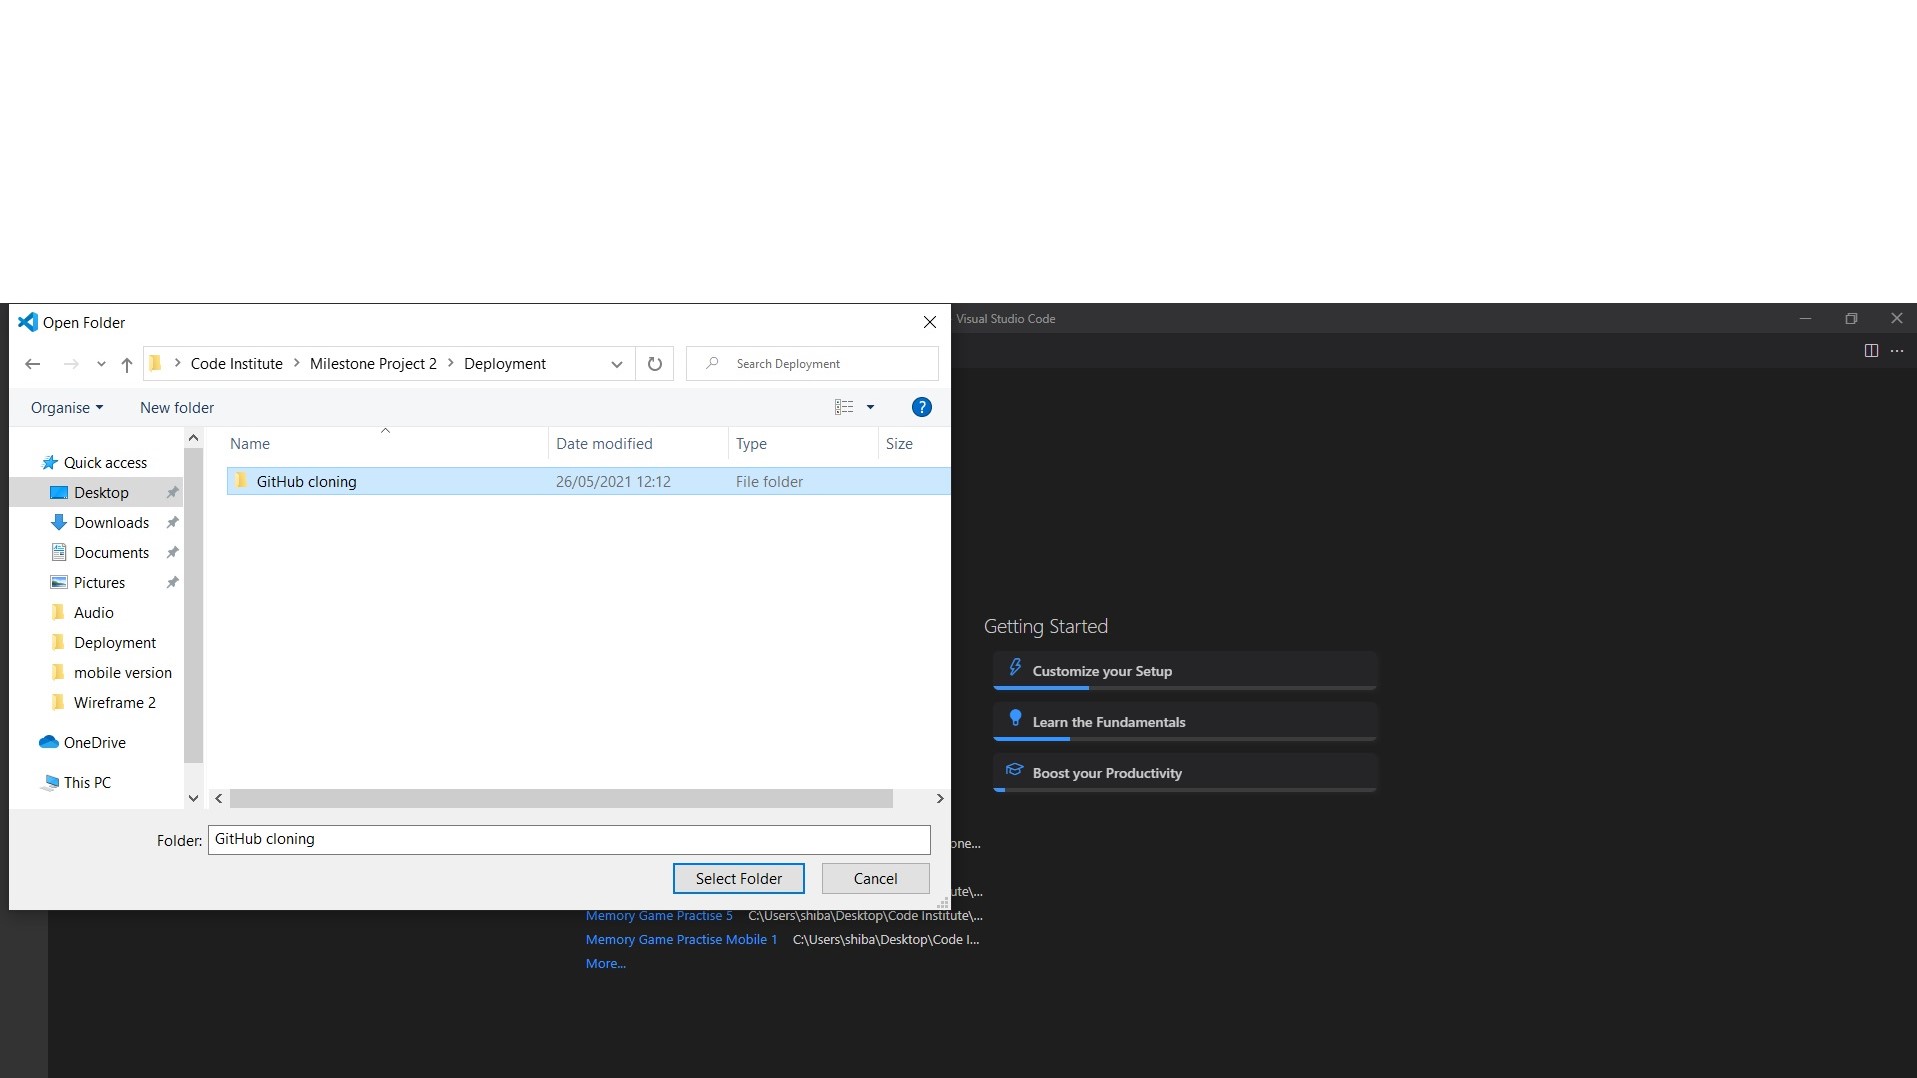 Open Folder
Visual Studio Code
Code Institute > Milestone Project 2 > Deployment
Search Deployment
Organise
New folder
?
Name
Date modified
Type
Size
Quick access
Desktop
Downloads
Documents
Pictures
Audio
Deployment
mobile version
Wireframe 2
OneDrive
This PC
GitHub cloning
26/05/2021 12:12
File folder
Folder:
GitHub cloning
Select Folder
Cancel
Getting Started
Customize your Setup
Learn the Fundamentals
Boost your Productivity
one...
ute\...
Memory Game Practise 5 C:\Users\shiba\Desktop\Code Institute\...
Memory Game Practise Mobile 1 C:\Users\shiba\Desktop\Code I...
More...